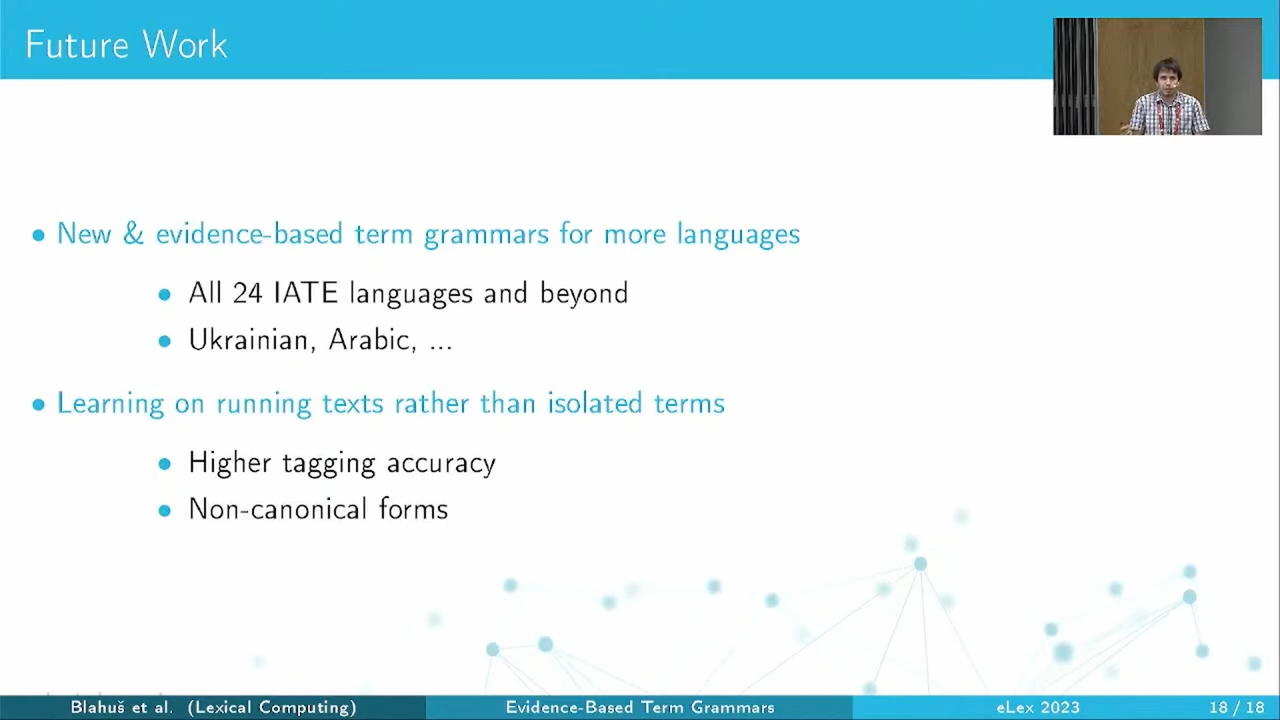 Future Work
New & evidence-based term grammars for more languages
All 24 IATE languages and beyond
Ukrainian, Arabic, ...
Learning on running texts rather than isolated terms
Higher tagging accuracy
Non-canonical forms
Blahuš et al. (Lexical Computing)
Evidence-Based Term Grammars
eLex 2023
18 / 18